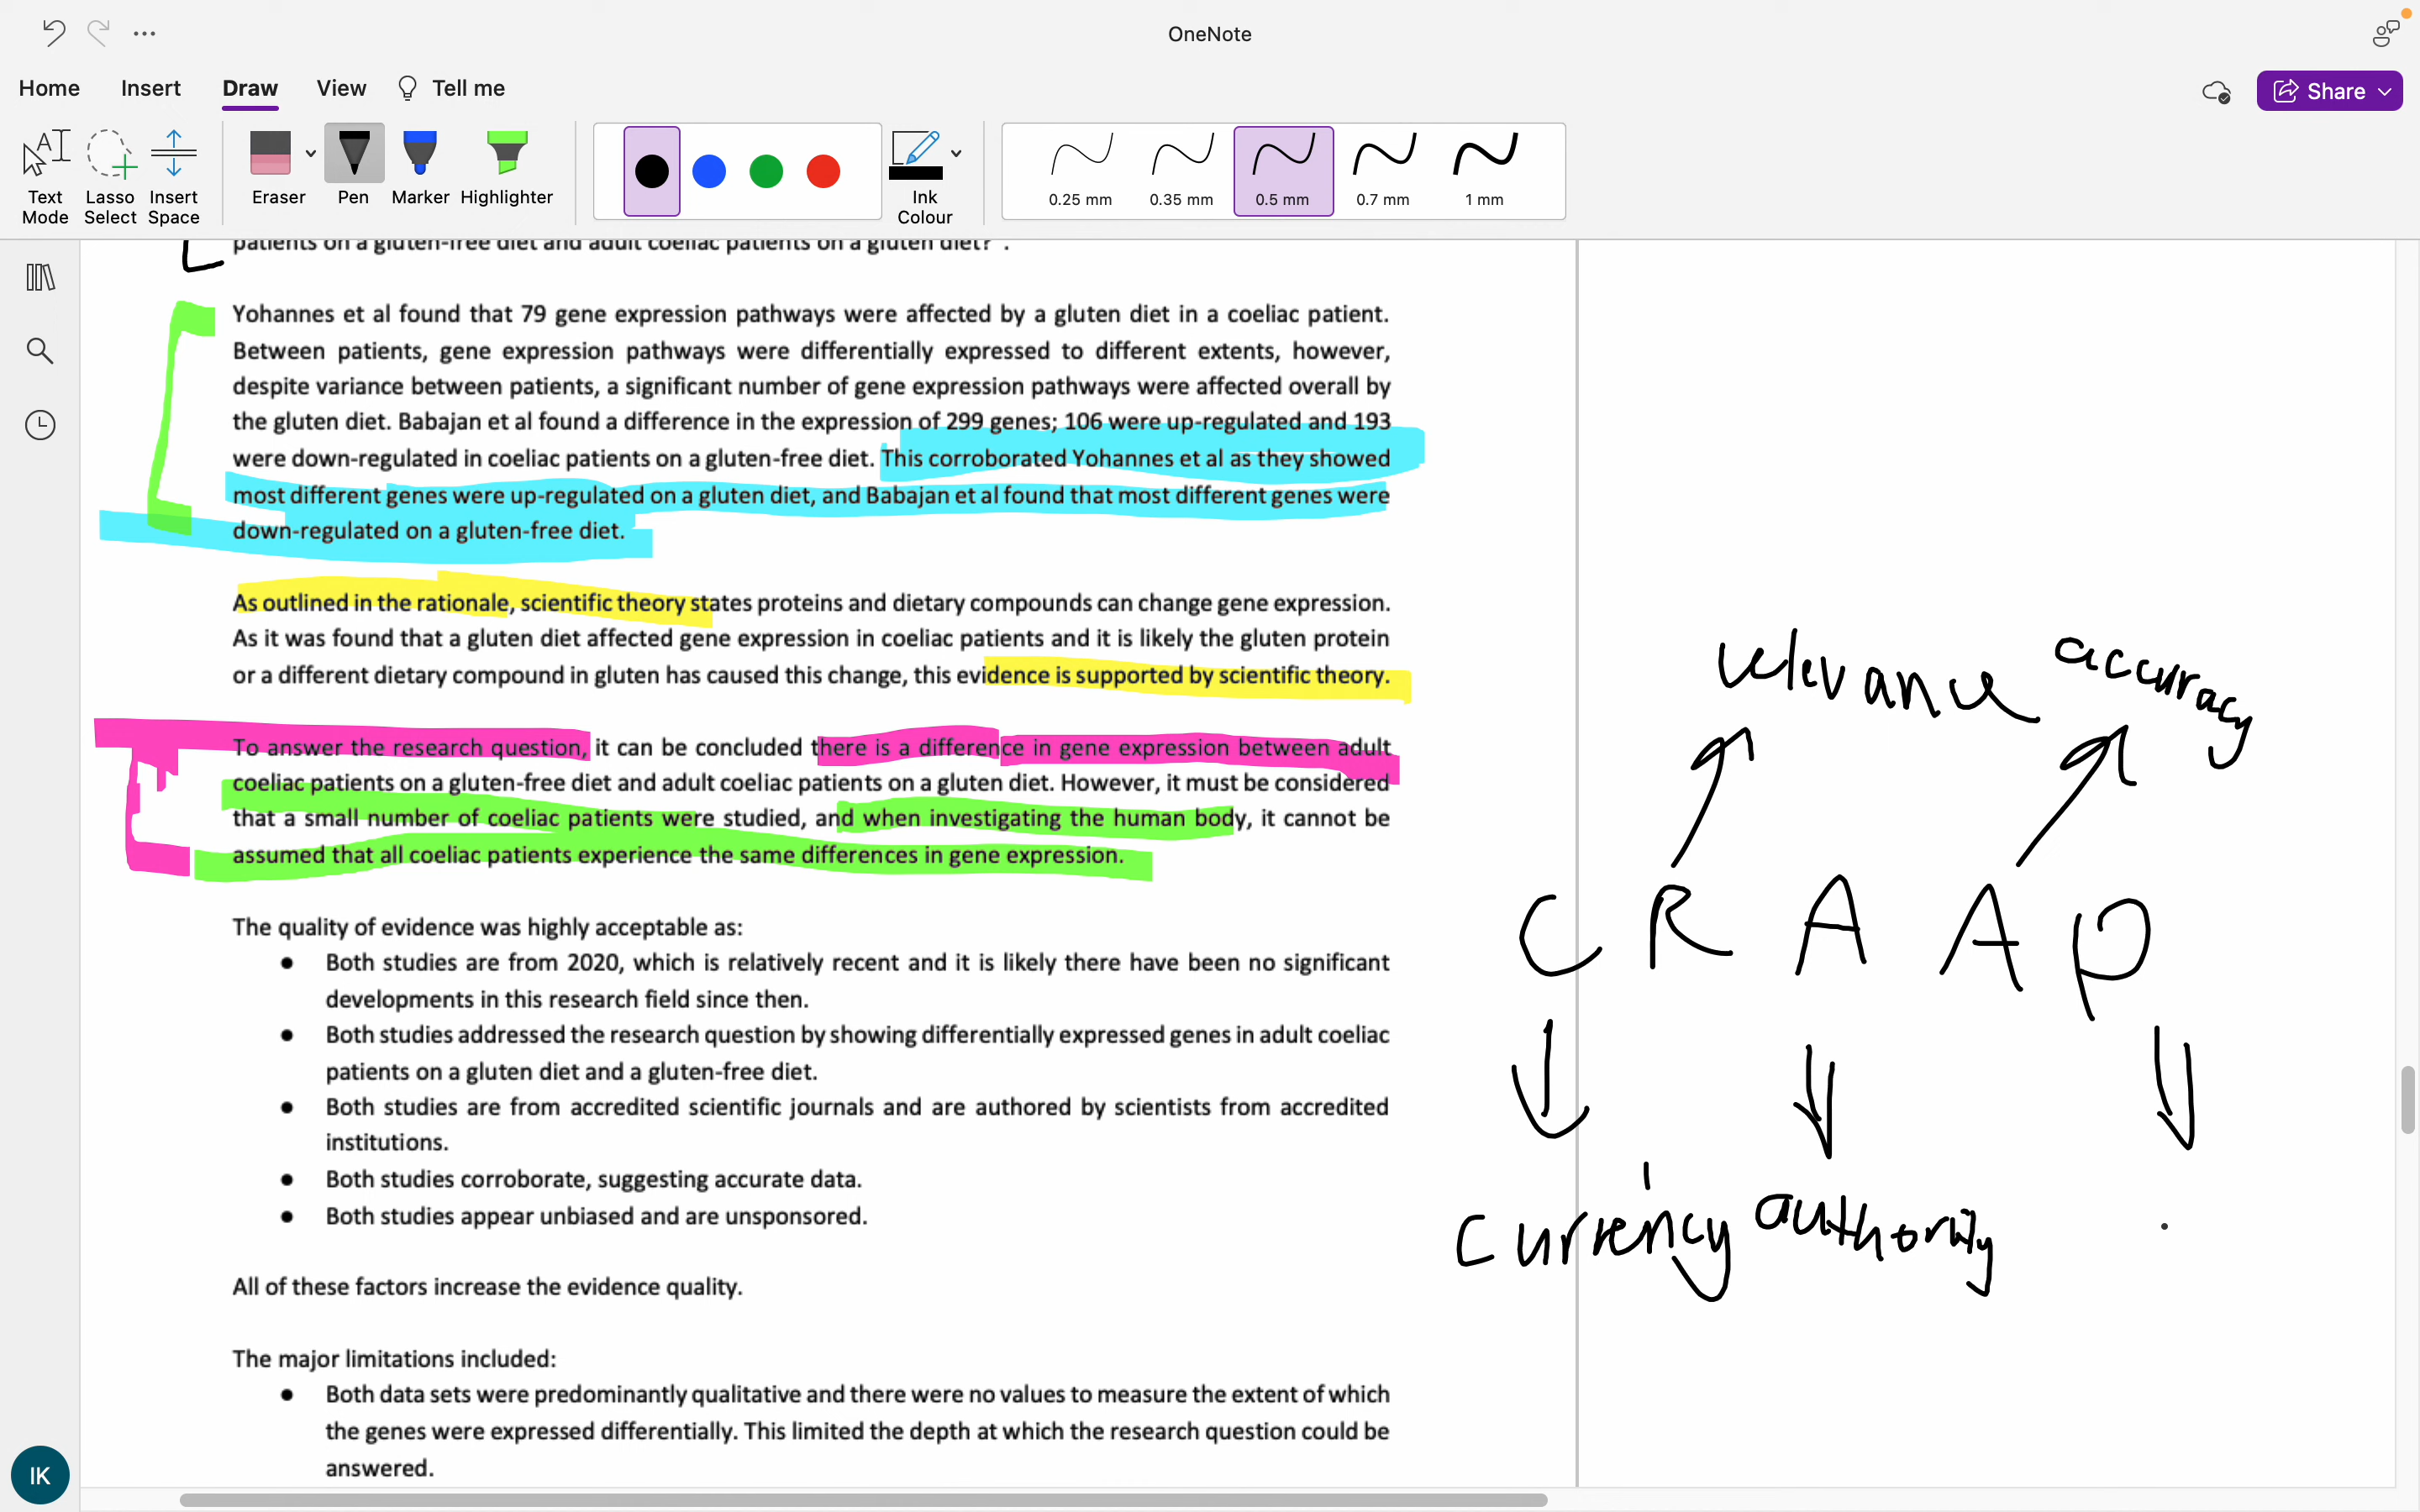 OneNote
Home Insert Draw View Tell me
Share
Text Mode
Lasso Select
Insert Space
Eraser
Pen
Marker
Highlighter
Ink Colour
0.25 mm
0.35 mm
0.5 mm
0.7 mm
1 mm
patients on a gluten-free diet and adult coeliac patients on a gluten diet? .
Yohannes et al found that 79 gene expression pathways were affected by a gluten diet in a coeliac patient.
Between patients, gene expression pathways were differentially expressed to different extents, however,
despite variance between patients, a significant number of gene expression pathways were affected overall by
the gluten diet. Babajan et al found a difference in the expression of 299 genes; 106 were up-regulated and 193
were down-regulated in coeliac patients on a gluten-free diet. This corroborated Yohannes et al as they showed
most different genes were up-regulated on a gluten diet, and Babajan et al found that most different genes were
down-regulated on a gluten-free diet.
As outlined in the rationale, scientific theory states proteins and dietary compounds can change gene expression.
As it was found that a gluten diet affected gene expression in coeliac patients and it is likely the gluten protein
or a different dietary compound in gluten has caused this change, this evidence is supported by scientific theory.
To answer the research question, it can be concluded there is a difference in gene expression between adult
coeliac patients on a gluten-free diet and adult coeliac patients on a gluten diet. However, it must be considered
that a small number of coeliac patients were studied, and when investigating the human body, it cannot be
assumed that all coeliac patients experience the same differences in gene expression.
The quality of evidence was highly acceptable as:
● Both studies are from 2020, which is relatively recent and it is likely there have been no significant
developments in this research field since then.
● Both studies addressed the research question by showing differentially expressed genes in adult coeliac
patients on a gluten diet and a gluten-free diet.
● Both studies are from accredited scientific journals and are authored by scientists from accredited
institutions.
● Both studies corroborate, suggesting accurate data.
● Both studies appear unbiased and are unsponsored.
All of these factors increase the evidence quality.
The major limitations included:
● Both data sets were predominantly qualitative and there were no values to measure the extent of which
the genes were expressed differentially. This limited the depth at which the research question could be
answered.
relevance accuracy
C R A A P
currency authority
IK